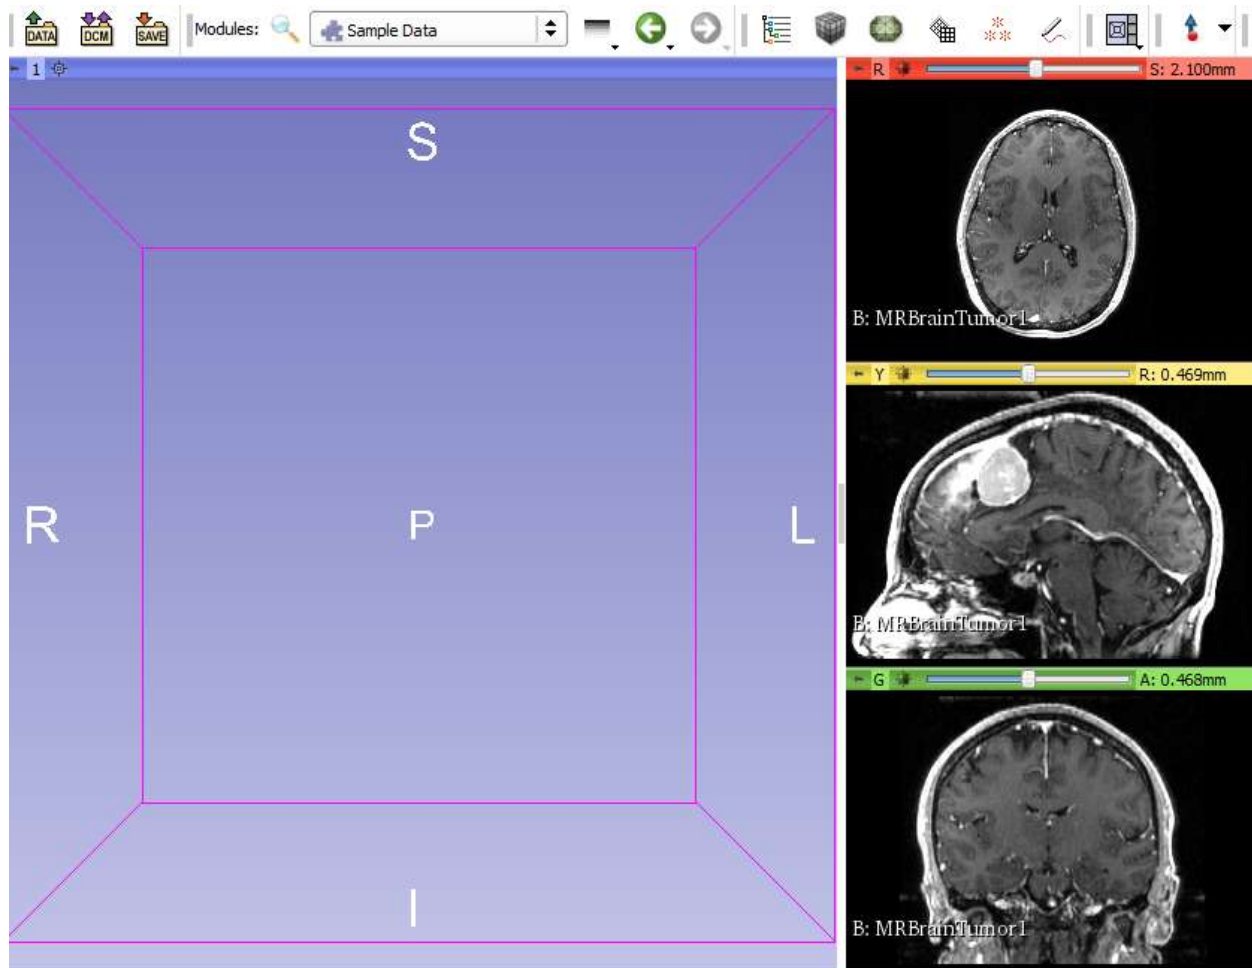 DATA DCM SAVE Modules: Sample Data
1
S
R
P
L
I
R S: 2.100mm
B: MRBrainTumor1
Y R: 0.469mm
B: MRBrainTumor1
G A: 0.468mm
B: MRBrainTumor1